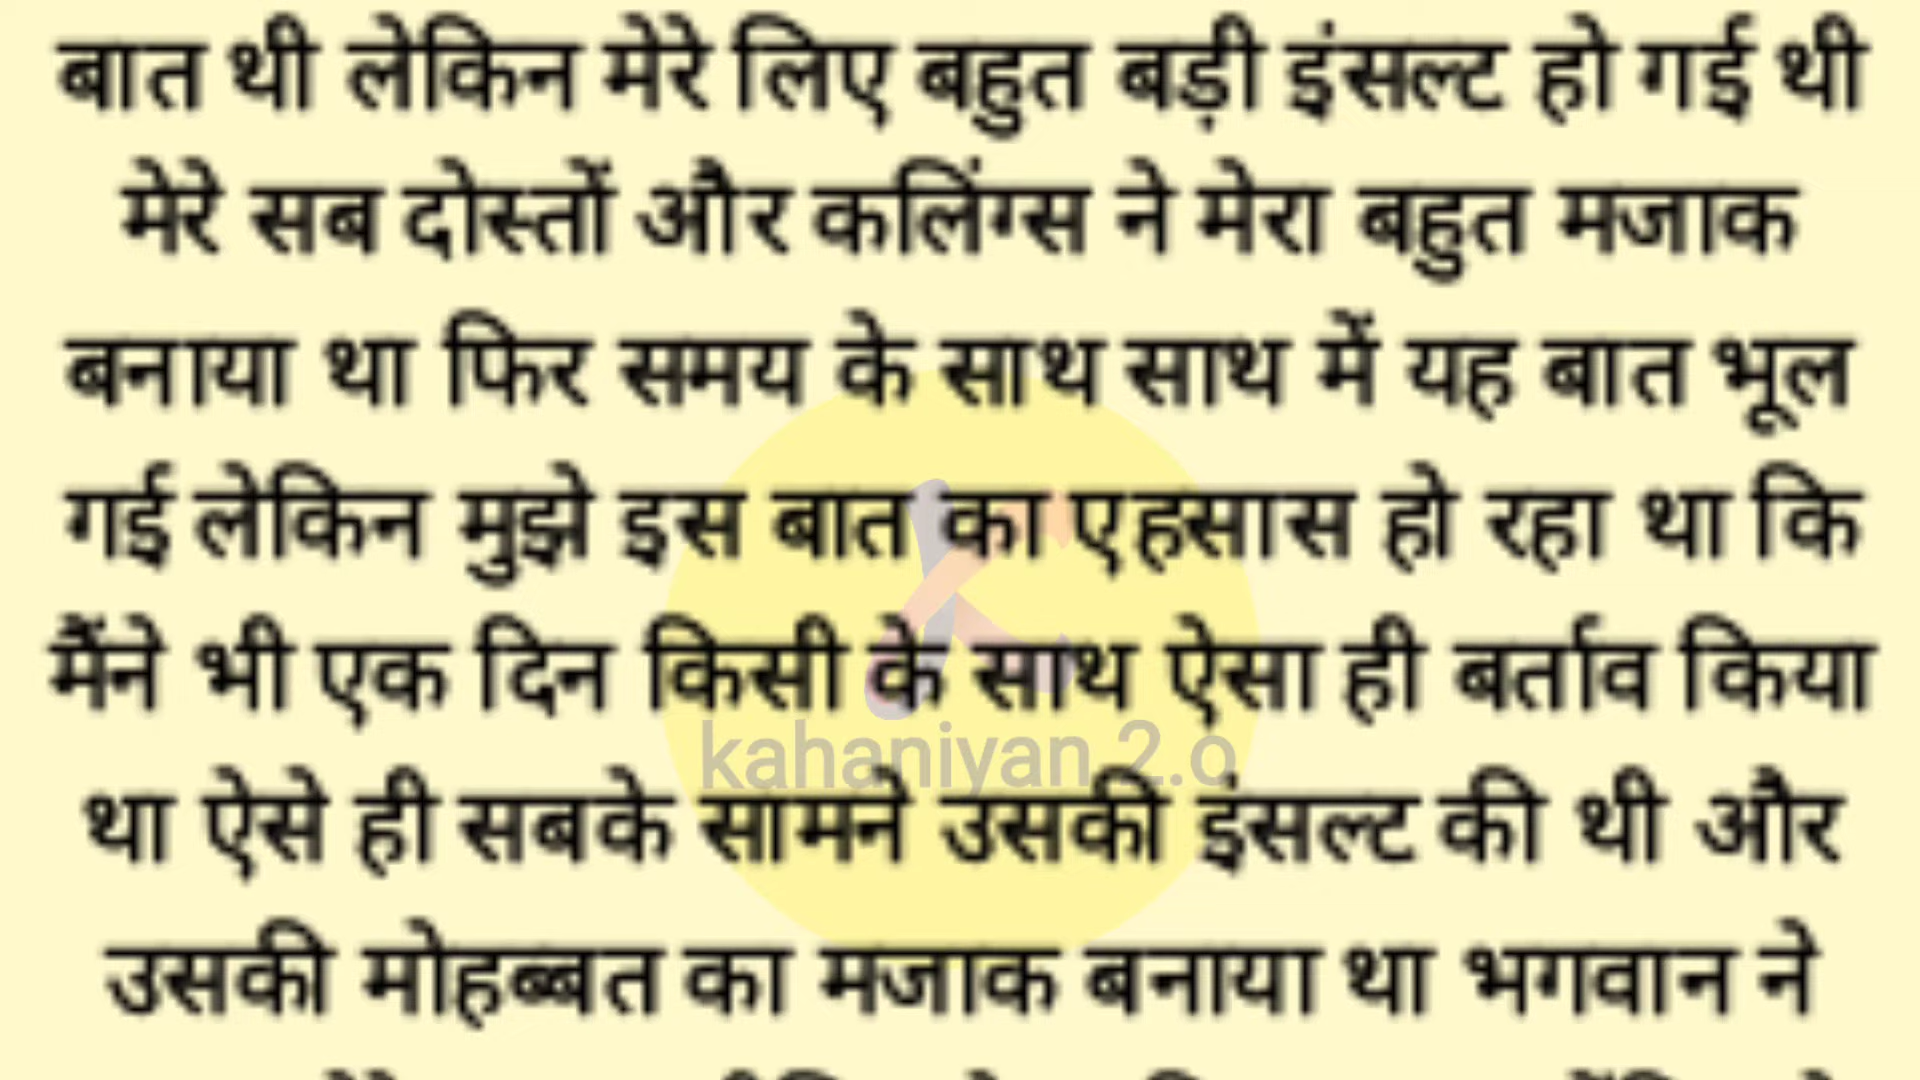 बात थी लेकिन मेरे लिए बहुत बड़ी इंसल्ट हो गई थी
मेरे सब दोस्तों और कलिंग्स ने मेरा बहुत मजाक
बनाया था फिर समय के साथ साथ में यह बात भूल
गई लेकिन मुझे इस बात का एहसास हो रहा था कि
मैंने भी एक दिन किसी के साथ ऐसा ही बर्ताव किया
kahaniyan 2.o
था ऐसे ही सबके सामने उसकी इंसल्ट की थी और
उसकी मोहब्बत का मजाक बनाया था भगवान ने